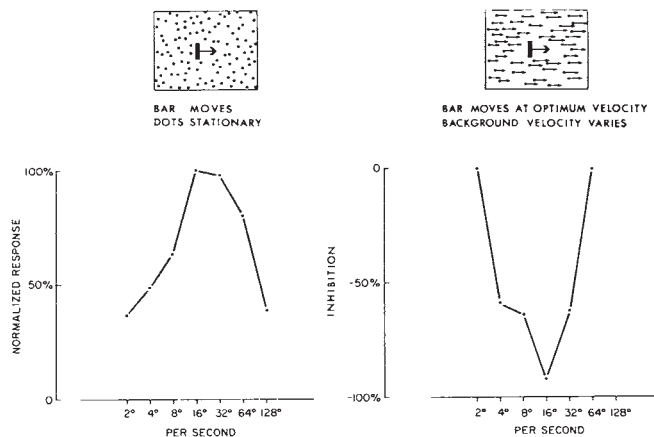 BAR MOVES
DOTS STATIONARY
BAR MOVES AT OPTIMUM VELOCITY
BACKGROUND VELOCITY VARIES
NORMALIZED RESPONSE
100%
50%
0
2° 4° 8° 16° 32° 64° 128°
PER SECOND
INHIBITION
0
-50%
-100%
2° 4° 8° 16° 32° 64° 128°
PER SECOND